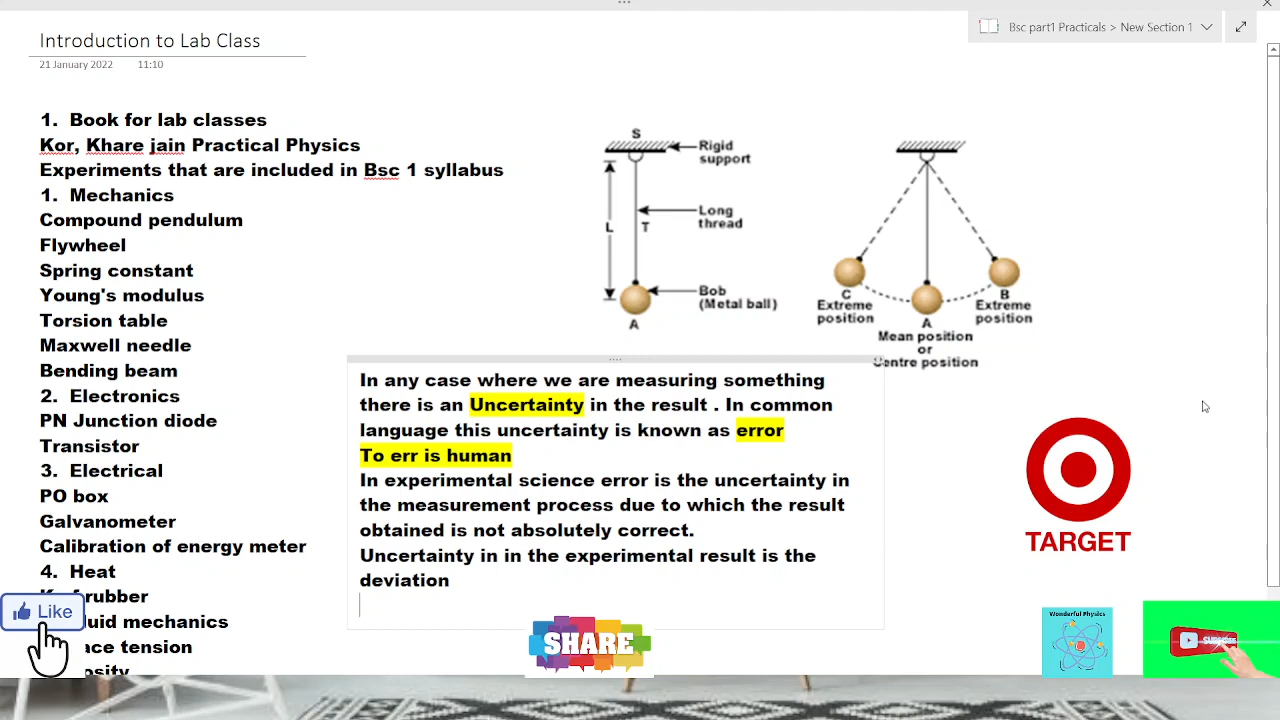 Introduction to Lab Class
21 January 2022 11:10
Bsc part1 Practicals > New Section 1
1. Book for lab classes
Kor, Khare jain Practical Physics
Experiments that are included in Bsc 1 syllabus
1. Mechanics
Compound pendulum
Flywheel
Spring constant
Young's modulus
Torsion table
Maxwell needle
Bending beam
2. Electronics
PN Junction diode
Transistor
3. Electrical
PO box
Galvanometer
Calibration of energy meter
4. Heat
rubber
mechanics
tension
S
Rigid
support
L
T
Long
thread
Bob
(Metal ball)
A
C
Extreme
position
B
Extreme
position
A
Mean position
or
Centre position
In any case where we are measuring something
there is an Uncertainty in the result . In common
language this uncertainty is known as error
To err is human
In experimental science error is the uncertainty in
the measurement process due to which the result
obtained is not absolutely correct.
Uncertainty in in the experimental result is the
deviation
TARGET
Like
SHARE
Wonderful Physics
SUBSCRIBE